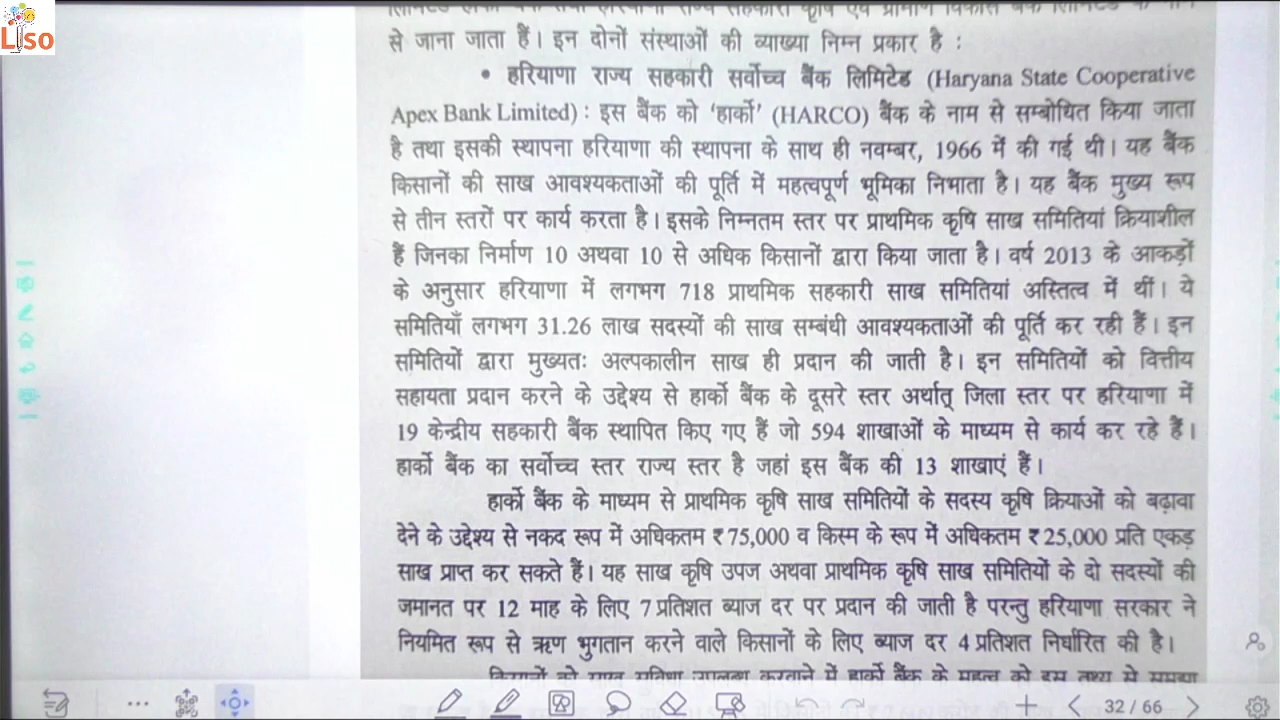 Liso
से जाना जाता हैं। इन दोनों संस्थाओं की व्याख्या निम्न प्रकार है :
• हरियाणा राज्य सहकारी सर्वोच्च बैंक लिमिटेड (Haryana State Cooperative
Apex Bank Limited) : इस बैंक को 'हार्को' (HARCO) बैंक के नाम से सम्बोधित किया जाता
है तथा इसकी स्थापना हरियाणा की स्थापना के साथ ही नवम्बर, 1966 में की गई थी। यह बैंक
किसानों की साख आवश्यकताओं की पूर्ति में महत्वपूर्ण भूमिका निभाता है। यह बैंक मुख्य रूप
से तीन स्तरों पर कार्य करता है। इसके निम्नतम स्तर पर प्राथमिक कृषि साख समितियां क्रियाशील
हैं जिनका निर्माण 10 अथवा 10 से अधिक किसानों द्वारा किया जाता है। वर्ष 2013 के आकड़ों
के अनुसार हरियाणा में लगभग 718 प्राथमिक सहकारी साख समितियां अस्तित्व में थीं। ये
समितियाँ लगभग 31.26 लाख सदस्यों की साख सम्बंधी आवश्यकताओं की पूर्ति कर रही हैं। इन
समितियों द्वारा मुख्यतः अल्पकालीन साख ही प्रदान की जाती है। इन समितियों को वित्तीय
सहायता प्रदान करने के उद्देश्य से हार्को बैंक के दूसरे स्तर अर्थात् जिला स्तर पर हरियाणा में
19 केन्द्रीय सहकारी बैंक स्थापित किए गए हैं जो 594 शाखाओं के माध्यम से कार्य कर रहे हैं।
हार्को बैंक का सर्वोच्च स्तर राज्य स्तर है जहां इस बैंक की 13 शाखाएं हैं।
हार्को बैंक के माध्यम से प्राथमिक कृषि साख समितियों के सदस्य कृषि क्रियाओं को बढ़ावा
देने के उद्देश्य से नकद रूप में अधिकतम ₹75,000 व किस्म के रूप में अधिकतम ₹25,000 प्रति एकड़
साख प्राप्त कर सकते हैं। यह साख कृषि उपज अथवा प्राथमिक कृषि साख समितियों के दो सदस्यों की
जमानत पर 12 माह के लिए 7 प्रतिशत ब्याज दर पर प्रदान की जाती है परन्तु हरियाणा सरकार ने
नियमित रूप से ऋण भुगतान करने वाले किसानों के लिए ब्याज दर 4 प्रतिशत निर्धारित की है।
32 / 66